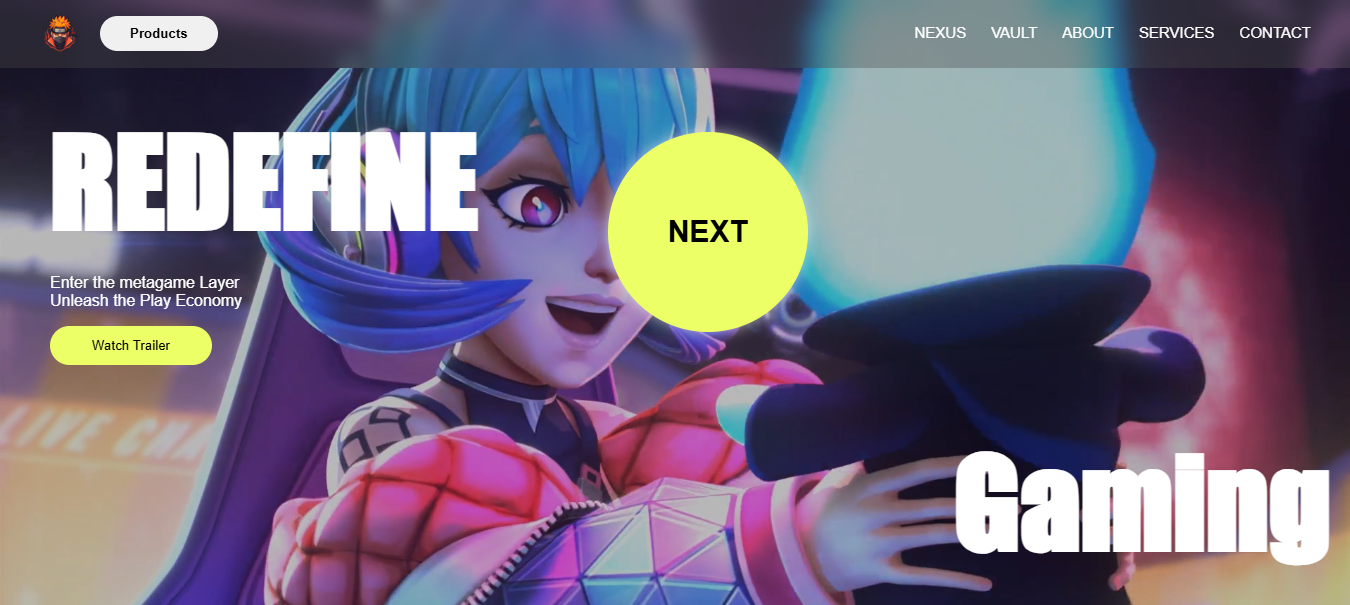 Products
NEXUS VAULT ABOUT SERVICES CONTACT
REDEFINE
NEXT
Enter the metagame Layer
Unleash the Play Economy
Watch Trailer
LIVE CHA
Gaming